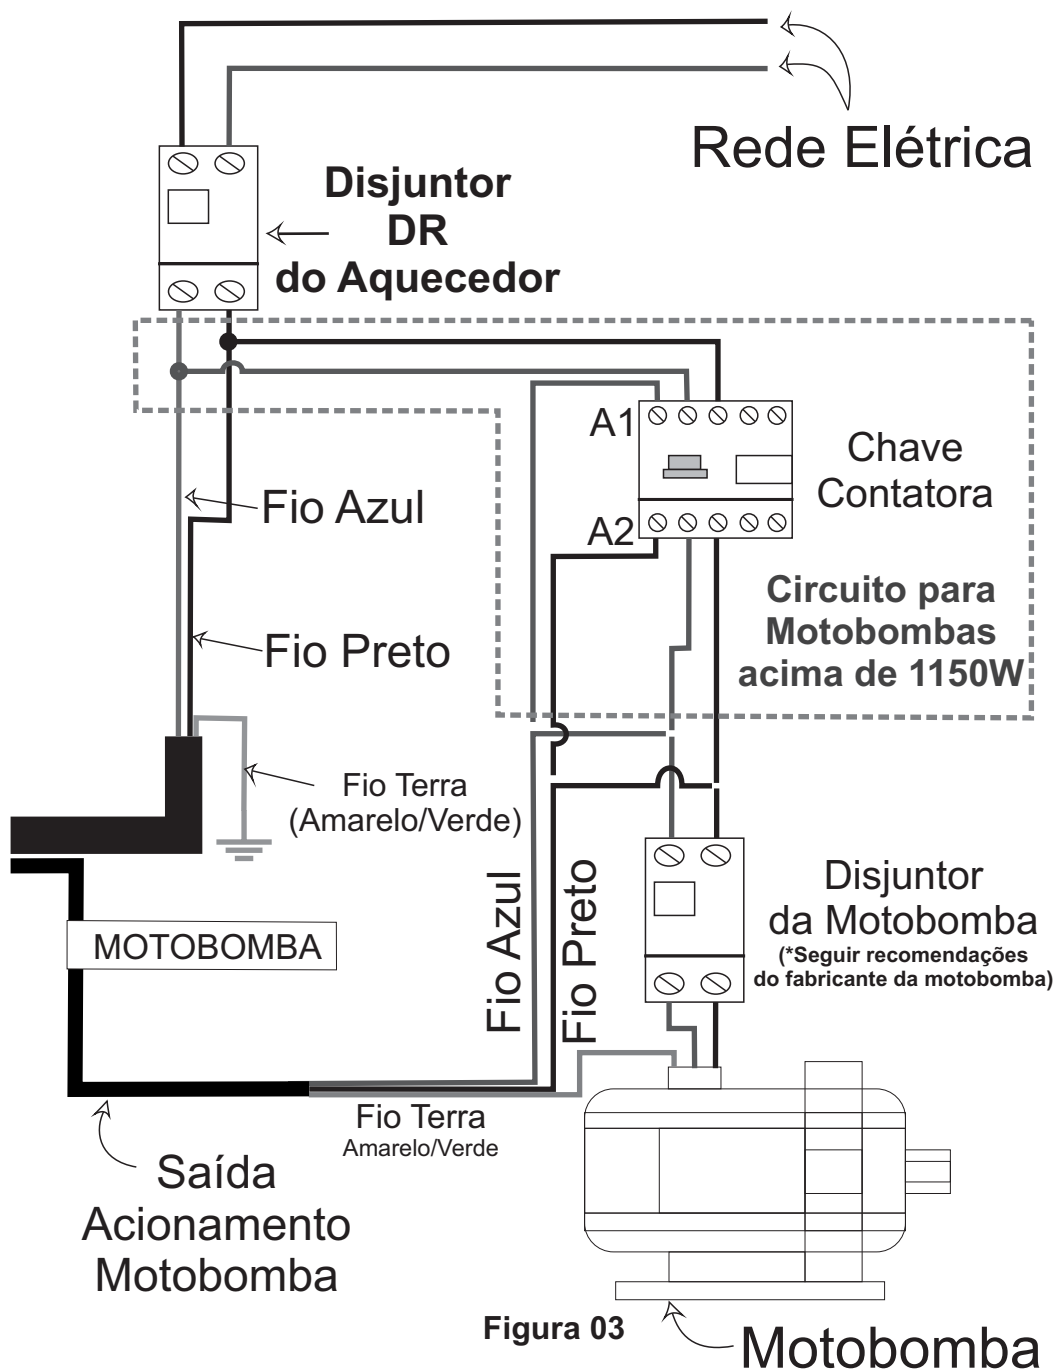 Rede Elétrica
Disjuntor
DR
do Aquecedor
A1
Chave
Contatora
Fio Azul
A2
Circuito para
Motobombas
acima de 1150W
Fio Preto
Fio Terra
(Amarelo/Verde)
Fio Azul
Fio Preto
Disjuntor
da Motobomba
(*Seguir recomendações
do fabricante da motobomba)
MOTOBOMBA
Fio Terra
Amarelo/Verde
Saída
Acionamento
Motobomba
Figura 03
Motobomba